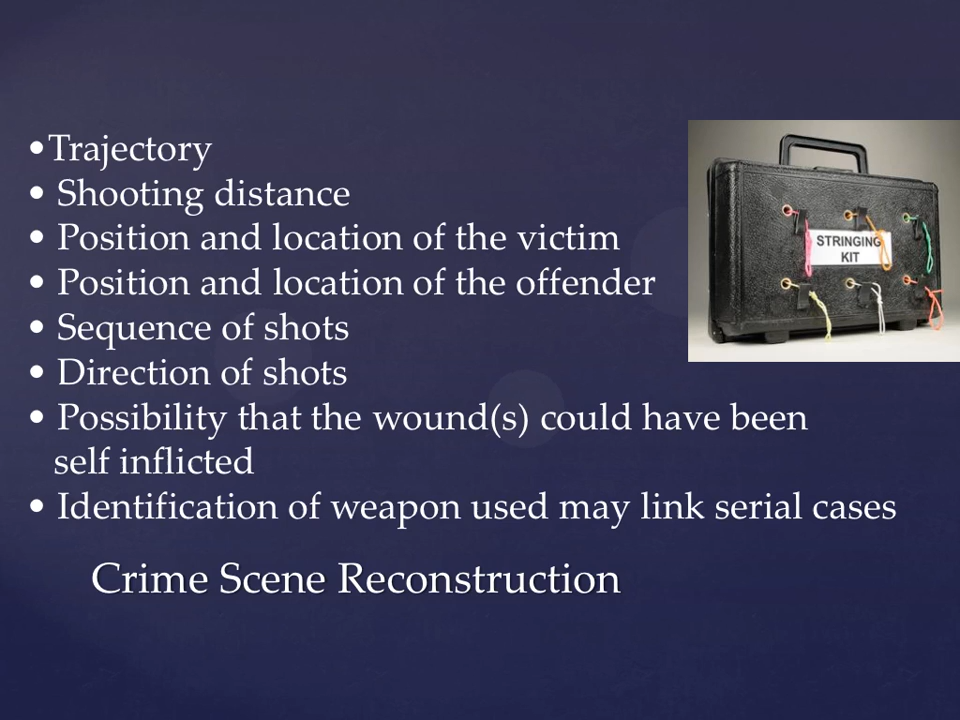 •Trajectory
• Shooting distance
• Position and location of the victim
• Position and location of the offender
• Sequence of shots
• Direction of shots
• Possibility that the wound(s) could have been
self inflicted
• Identification of weapon used may link serial cases
STRINGING
KIT
Crime Scene Reconstruction